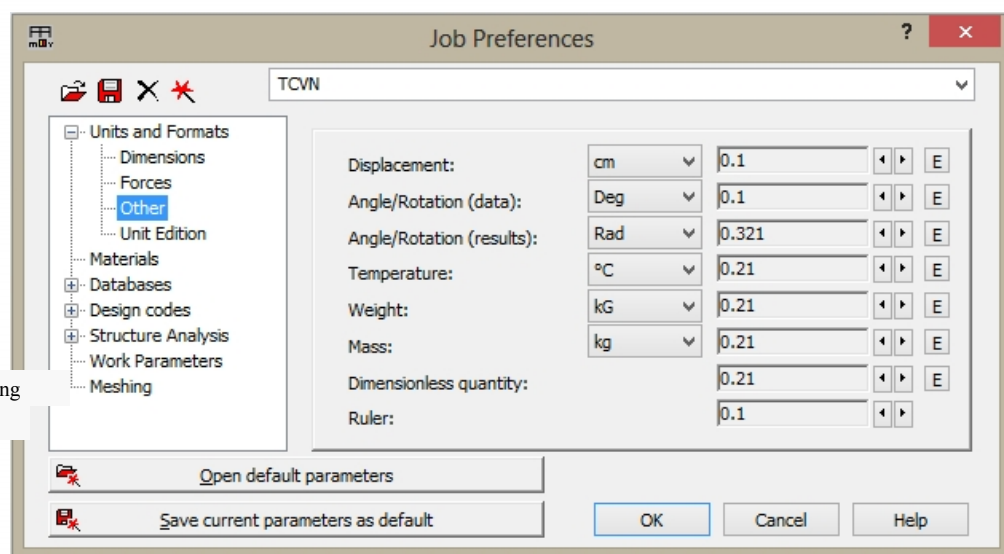 Job Preferences ?
TCVN
Units and Formats
Dimensions
Forces
Other
Unit Edition
Materials
Databases
Design codes
Structure Analysis
Work Parameters
Meshing
Displacement: cm 0.1 E
Angle/Rotation (data): Deg 0.1 E
Angle/Rotation (results): Rad 0.321 E
Temperature: °C 0.21 E
Weight: kG 0.21 E
Mass: kg 0.21 E
Dimensionless quantity: 0.21 E
Ruler: 0.1
ng
Open default parameters
Save current parameters as default
OK Cancel Help